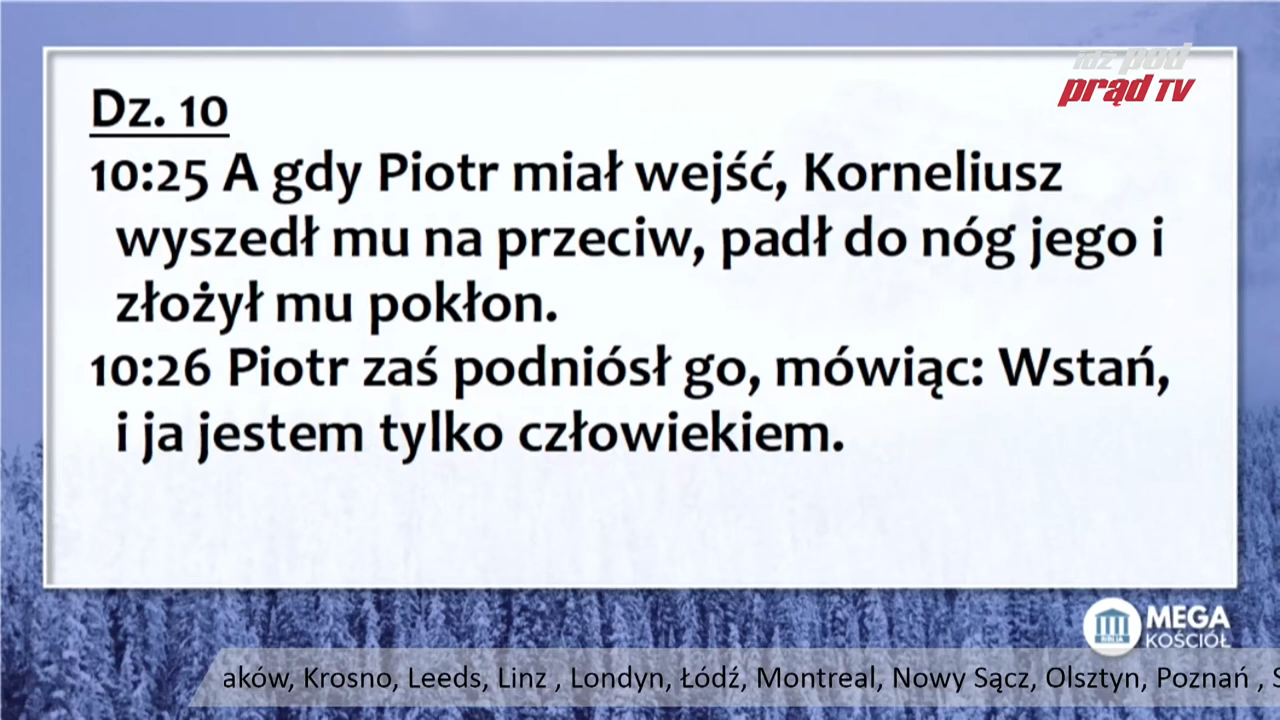 idź pod
prąd TV
Dz. 10
10:25 A gdy Piotr miał wejść, Korneliusz
wyszedł mu na przeciw, padł do nóg jego i
złożył mu pokłon.
10:26 Piotr zaś podniósł go, mówiąc: Wstań,
i ja jestem tylko człowiekiem.
BIBLIA
MEGA
KOŚCIÓŁ
aków, Krosno, Leeds, Linz , Londyn, Łódź, Montreal, Nowy Sącz, Olsztyn, Poznań , S